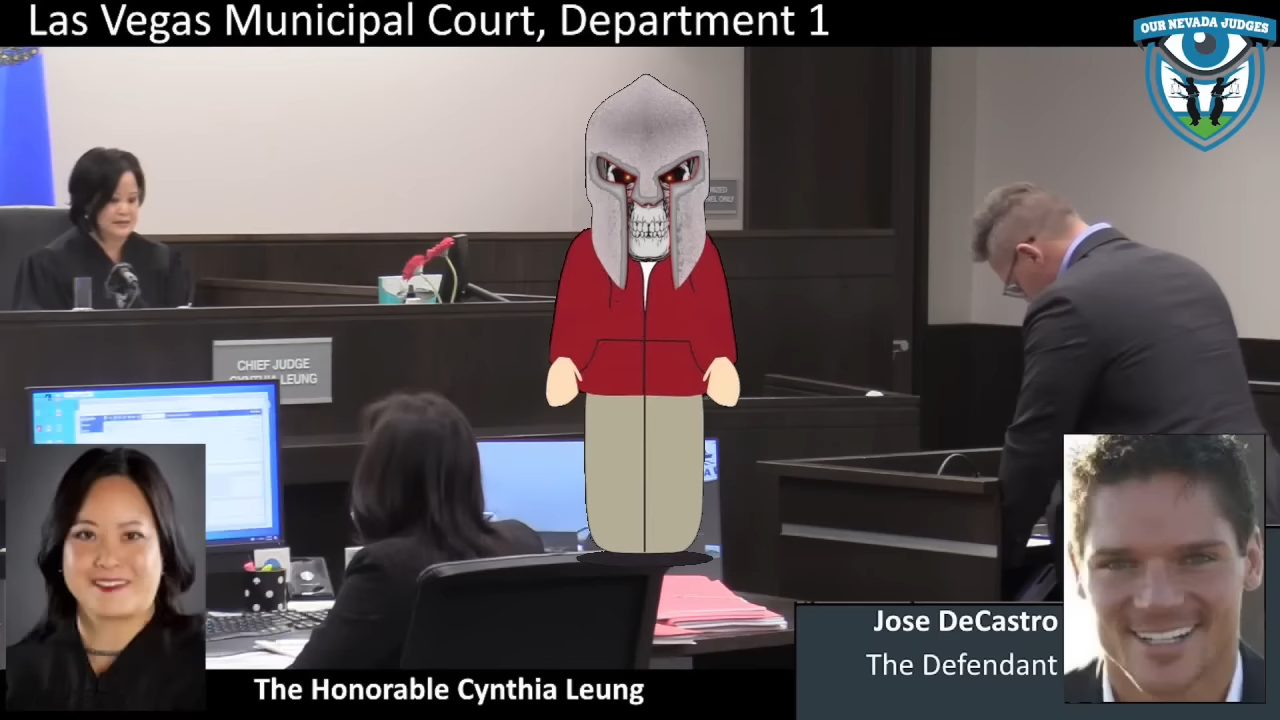 Las Vegas Municipal Court, Department 1
OUR NEVADA JUDGES
ONLY
CHIEF JUDGE
CYNTHIA LEUNG
Jose DeCastro
The Defendant
The Honorable Cynthia Leung